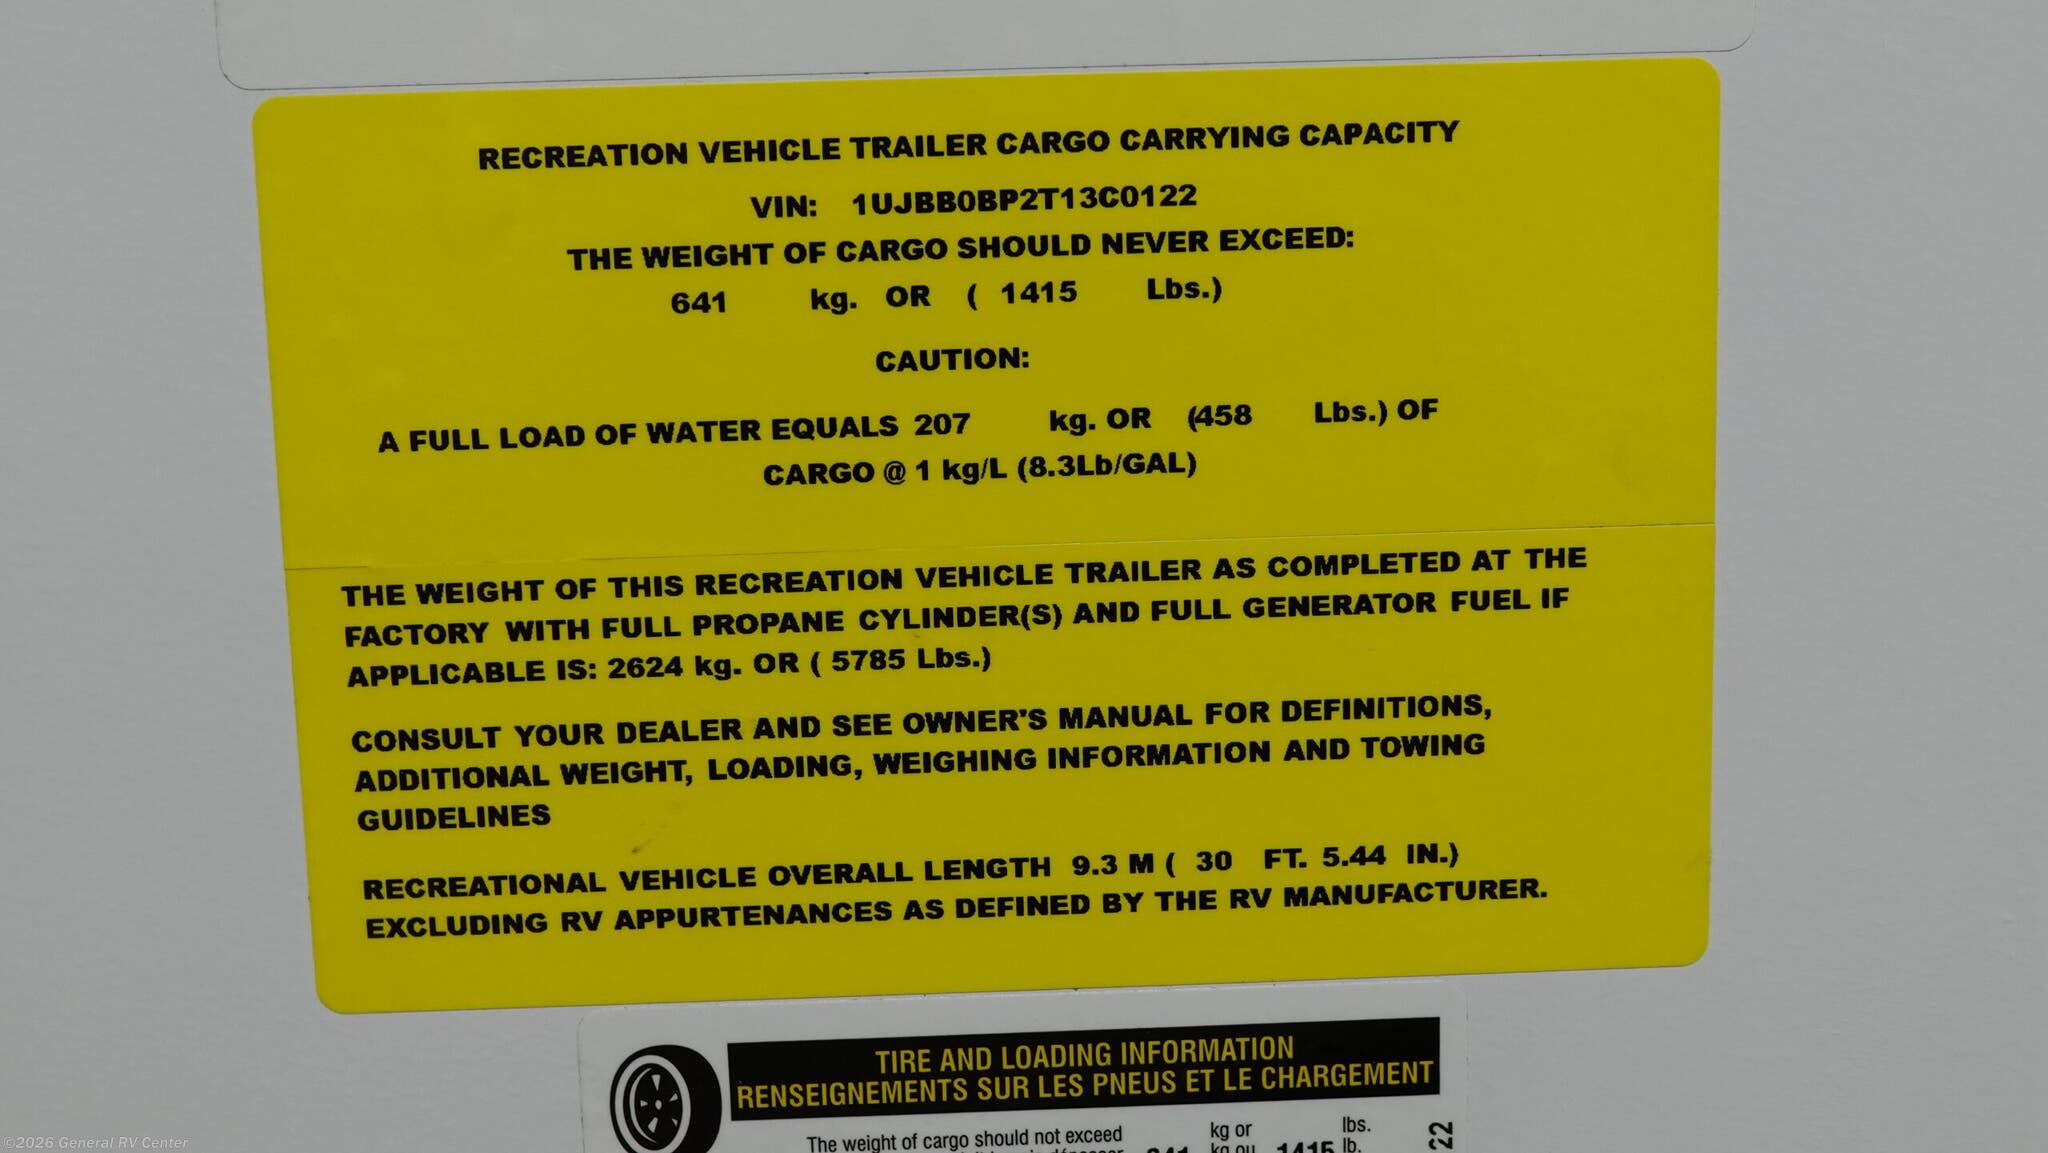 RECREATION VEHICLE TRAILER CARGO CARRYING CAPACITY
VIN: 1UJBB0BP2T13C0122
THE WEIGHT OF CARGO SHOULD NEVER EXCEED:
641 kg. OR ( 1415 Lbs.)
CAUTION:
A FULL LOAD OF WATER EQUALS 207 kg. OR (458 Lbs.) OF
CARGO @ 1 kg/L (8.3Lb/GAL)
THE WEIGHT OF THIS RECREATION VEHICLE TRAILER AS COMPLETED AT THE
FACTORY WITH FULL PROPANE CYLINDER(S) AND FULL GENERATOR FUEL IF
APPLICABLE IS: 2624 kg. OR ( 5785 Lbs.)
CONSULT YOUR DEALER AND SEE OWNER'S MANUAL FOR DEFINITIONS,
ADDITIONAL WEIGHT, LOADING, WEIGHING INFORMATION AND TOWING
GUIDELINES
RECREATIONAL VEHICLE OVERALL LENGTH 9.3 M ( 30 FT. 5.44 IN.)
EXCLUDING RV APPURTENANCES AS DEFINED BY THE RV MANUFACTURER.
TIRE AND LOADING INFORMATION
RENSEIGNEMENTS SUR LES PNEUS ET LE CHARGEMENT
The weight of cargo should not exceed
kg or lbs.
kg ou 1415 lb.
22
©2026 General RV Center